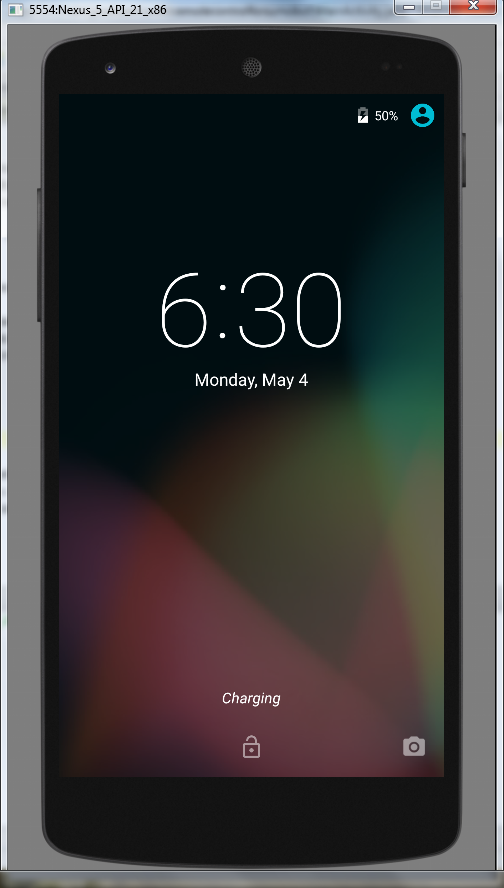 5554:Nexus_5_API_21_x86
50%
6:30
Monday, May 4
Charging